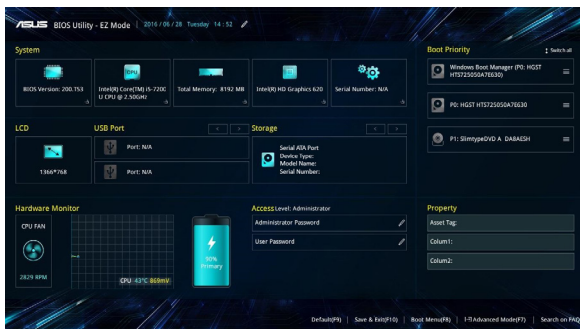 ASUS BIOS Utility - EZ Mode 2016/06/28 Tuesday 14:52
System
BIOS Version: 200.153
Intel(R) Core(TM) i5-7200
U CPU @ 2.50GHz
Total Memory: 8192 MB
Intel(R) HD Graphics 620
Serial Number: N/A
Boot Priority
Switch all
Windows Boot Manager (P0: HGST
HTS725050A7E630)
P0: HGST HTS725050A7E630
P1: SlimtypeDVD A DA8AESH
LCD
1366*768
USB Port
Port: N/A
Port: N/A
Storage
Serial ATA Port
Device Type:
Model Name:
Serial Number:
Hardware Monitor
CPU FAN
2829 RPM
CPU 43°C 869mV
50%
Primary
Access Level: Administrator
Administrator Password
User Password
Property
Asset Tag:
Colum1:
Colum2:
Default(F9) | Save & Exit(F10) | Boot Menu(F8) | Advanced Mode(F7) | Search on FAQ